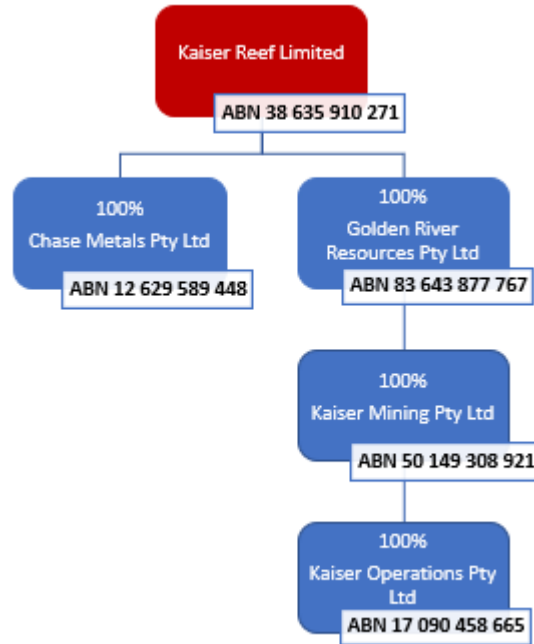 Kaiser Reef Limited
ABN 38 635 910 271
100%
Chase Metals Pty Ltd
ABN 12 629 589 448
100%
Golden River
Resources Pty Ltd
ABN 83 643 877 767
100%
Kaiser Mining Pty Ltd
ABN 50 149 308 921
100%
Kaiser Operations Pty
Ltd
ABN 17 090 458 665